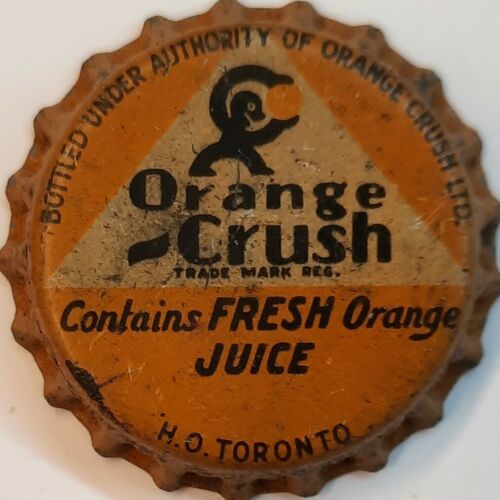 BOTTLED UNDER AUTHORITY OF ORANGE CRUSH LTD.
Orange
Crush
TRADE MARK REG.
Contains FRESH Orange
JUICE
H.O. TORONTO